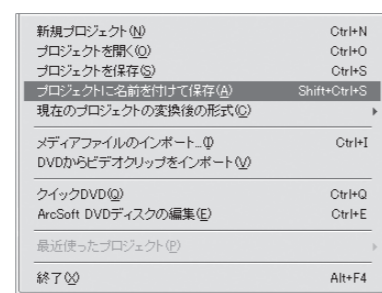 新規プロジェクト(N) Ctrl+N
プロジェクトを開く(O) Ctrl+O
プロジェクトを保存(S) Ctrl+S
プロジェクトに名前を付けて保存(A) Shift+Ctrl+S
現在のプロジェクトの変換後の形式(C)
メディアファイルのインポート...(I) Ctrl+I
DVDからビデオクリップをインポート(V)
クイックDVD(Q) Ctrl+Q
ArcSoft DVDディスクの編集(E) Ctrl+E
最近使ったプロジェクト(P)
終了(X) Alt+F4